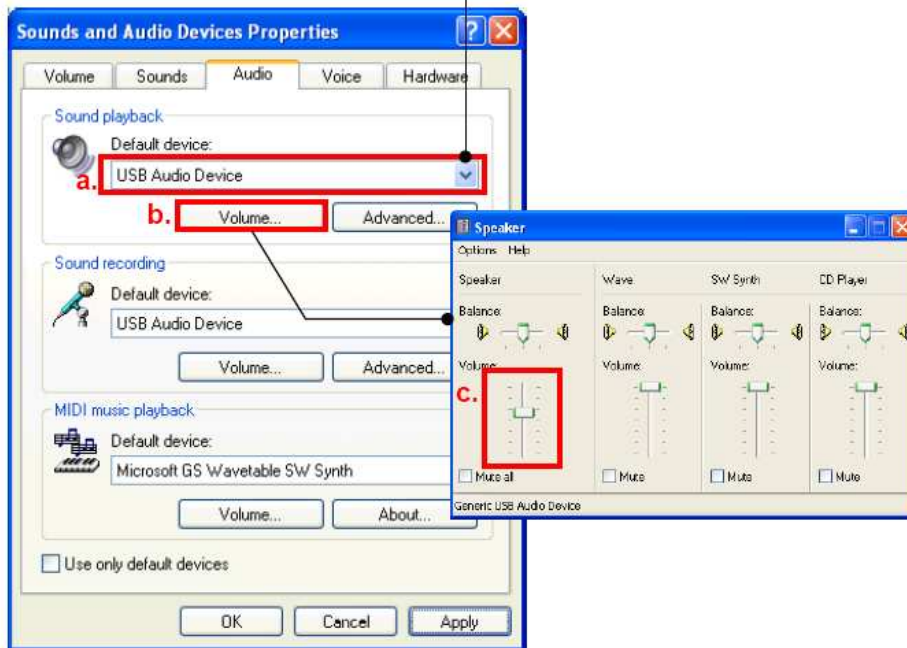 Sounds and Audio Devices Properties
Volume Sounds Audio Voice Hardware
Sound playback
Default device:
a. USB Audio Device
b. Volume... Advanced...
Sound recording
Default device:
USB Audio Device
Volume... Advanced...
MIDI music playback
Default device:
Microsoft GS Wavetable SW Synth
Volume... About...
Use only default devices
OK Cancel Apply
Speaker
Options Help
Speaker Wave SW Synth CD Player
Balance: Balance: Balance: Balance:
Volume: Volume: Volume: Volume:
c.
Mute all Mute Mute Mute
Generic USB Audio Device